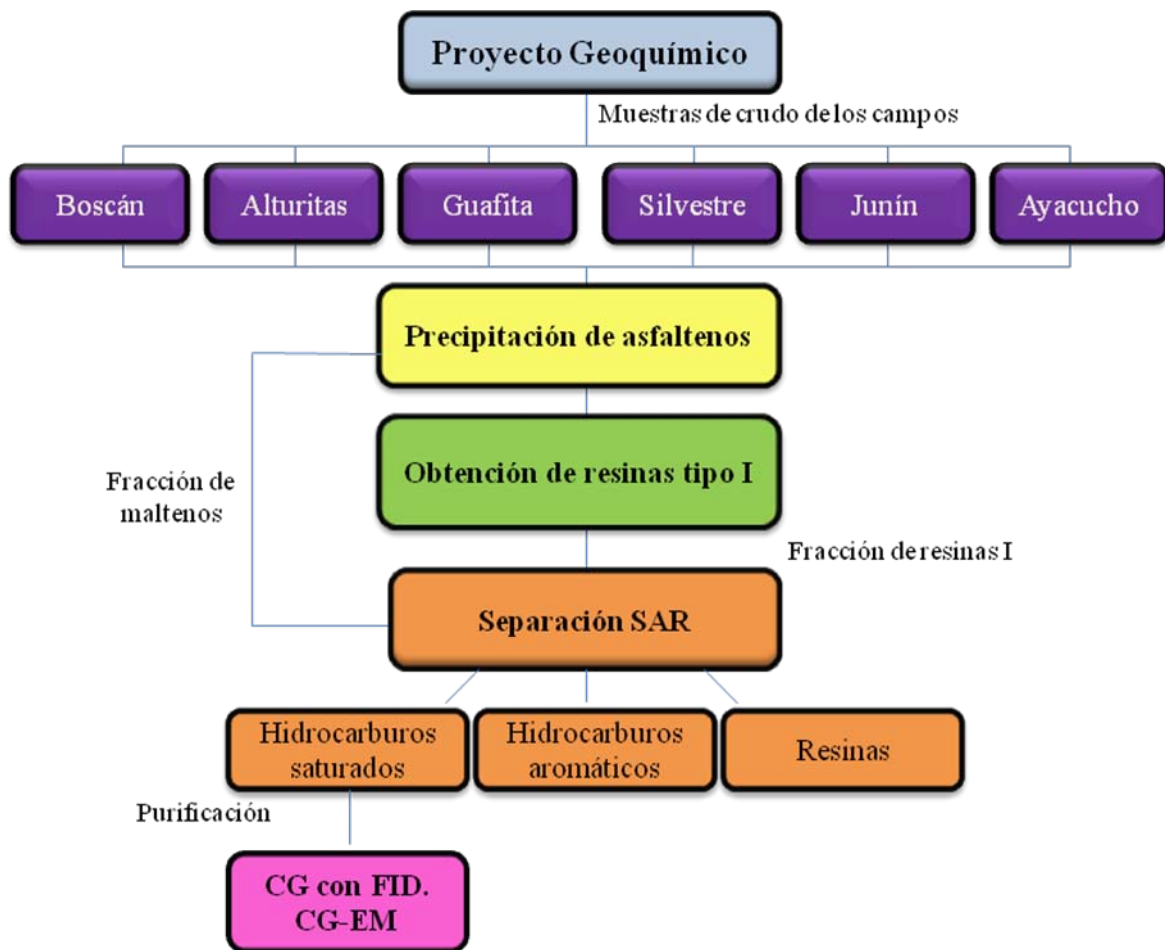 Proyecto Geoquímico
Muestras de crudo de los campos
Boscán
Alturitas
Guafita
Silvestre
Junín
Ayacucho
Precipitación de asfaltenos
Obtención de resinas tipo I
Fracción de
maltenos
Fracción de resinas I
Separación SAR
Hidrocarburos
saturados
Hidrocarburos
aromáticos
Resinas
Purificación
CG con FID.
CG-EM